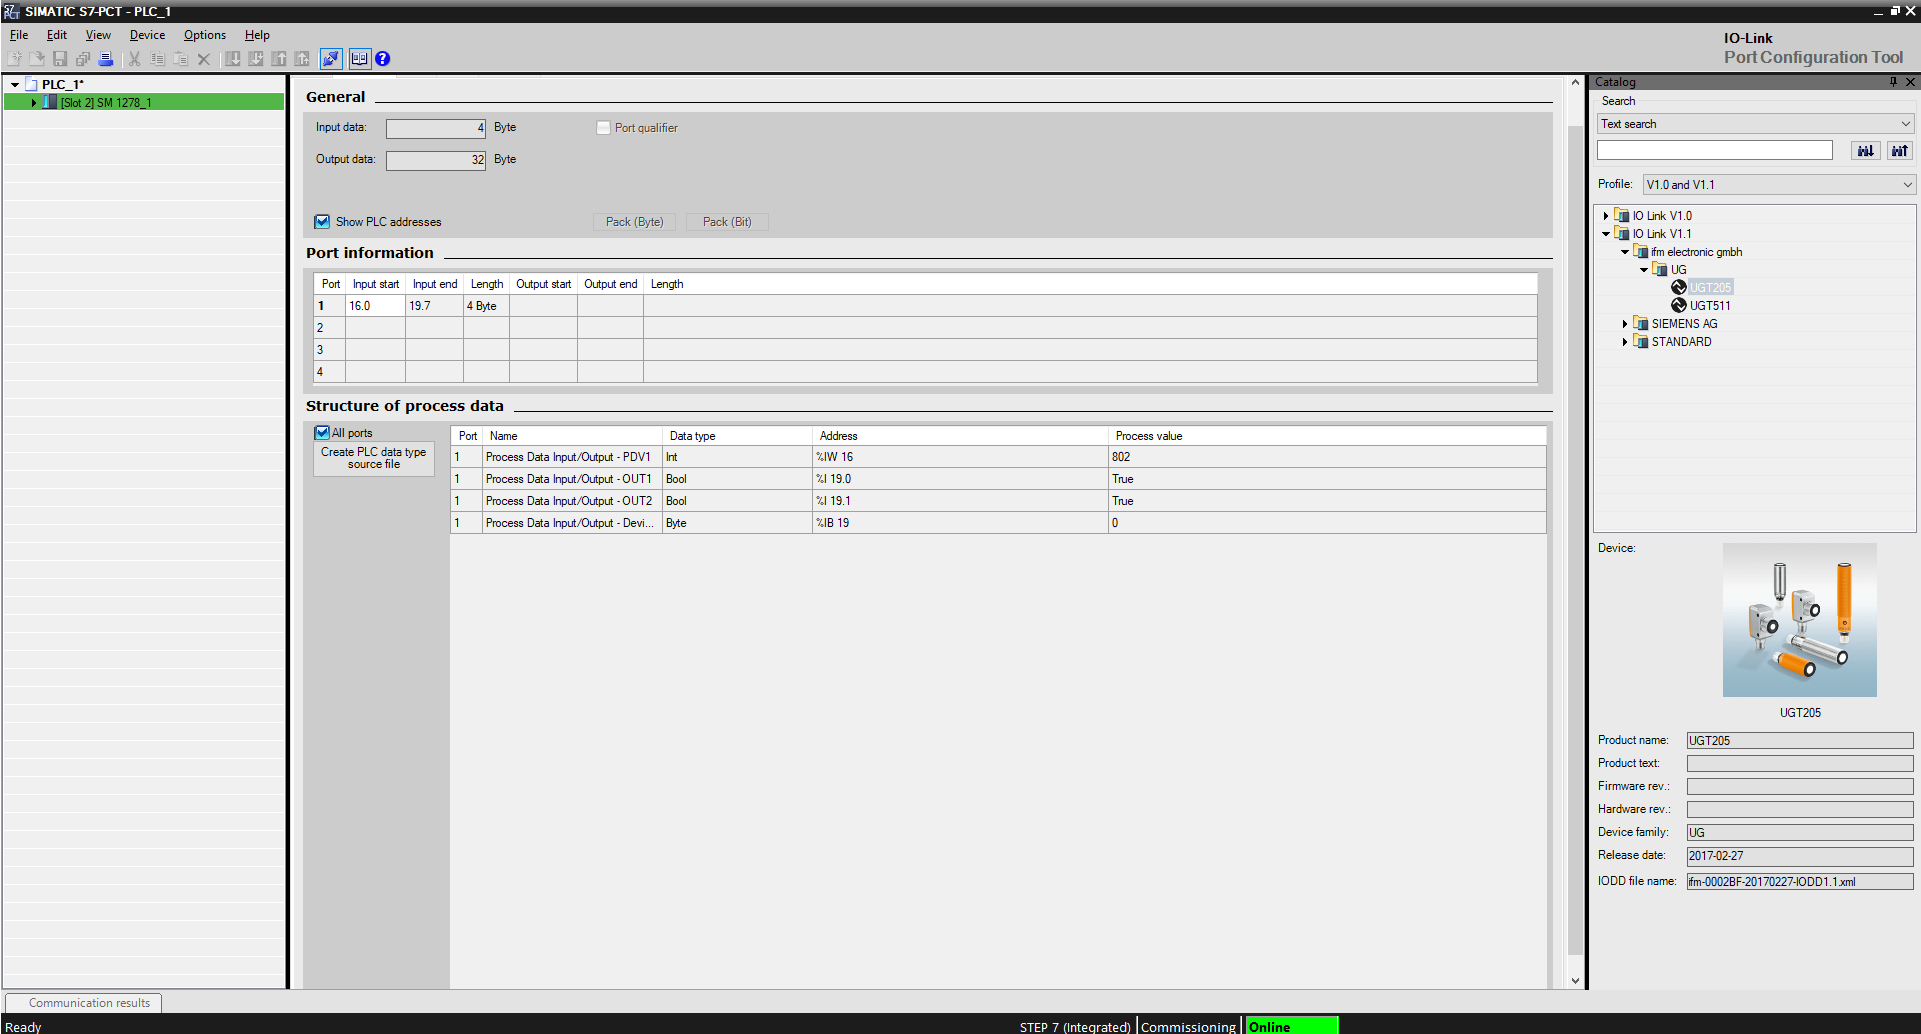 S7 PCT SIMATIC S7-PCT - PLC_1
File Edit View Device Options Help
IO-Link
Port Configuration Tool
PLC_1*
[Slot 2] SM 1278_1
General
Input data: 4 Byte Port qualifier
Output data: 32 Byte
Show PLC addresses Pack (Byte) Pack (Bit)
Port information
Port Input start Input end Length Output start Output end Length
1 16.0 19.7 4 Byte
2
3
4
Structure of process data
All ports
Create PLC data type
source file
Port Name Data type Address Process value
1 Process Data Input/Output - PDV1 Int %IW 16 802
1 Process Data Input/Output - OUT1 Bool %I 19.0 True
1 Process Data Input/Output - OUT2 Bool %I 19.1 True
1 Process Data Input/Output - Devi... Byte %IB 19 0
Catalog
Search
Text search
Profile: V1.0 and V1.1
IO Link V1.0
IO Link V1.1
ifm electronic gmbh
UG
UGT205
UGT511
SIEMENS AG
STANDARD
Device:
UGT205
Product name: UGT205
Product text:
Firmware rev.:
Hardware rev.:
Device family: UG
Release date: 2017-02-27
IODD file name: ifm-0002BF-20170227-IODD1.1.xml
Communication results
Ready STEP 7 (Integrated) Commissioning Online